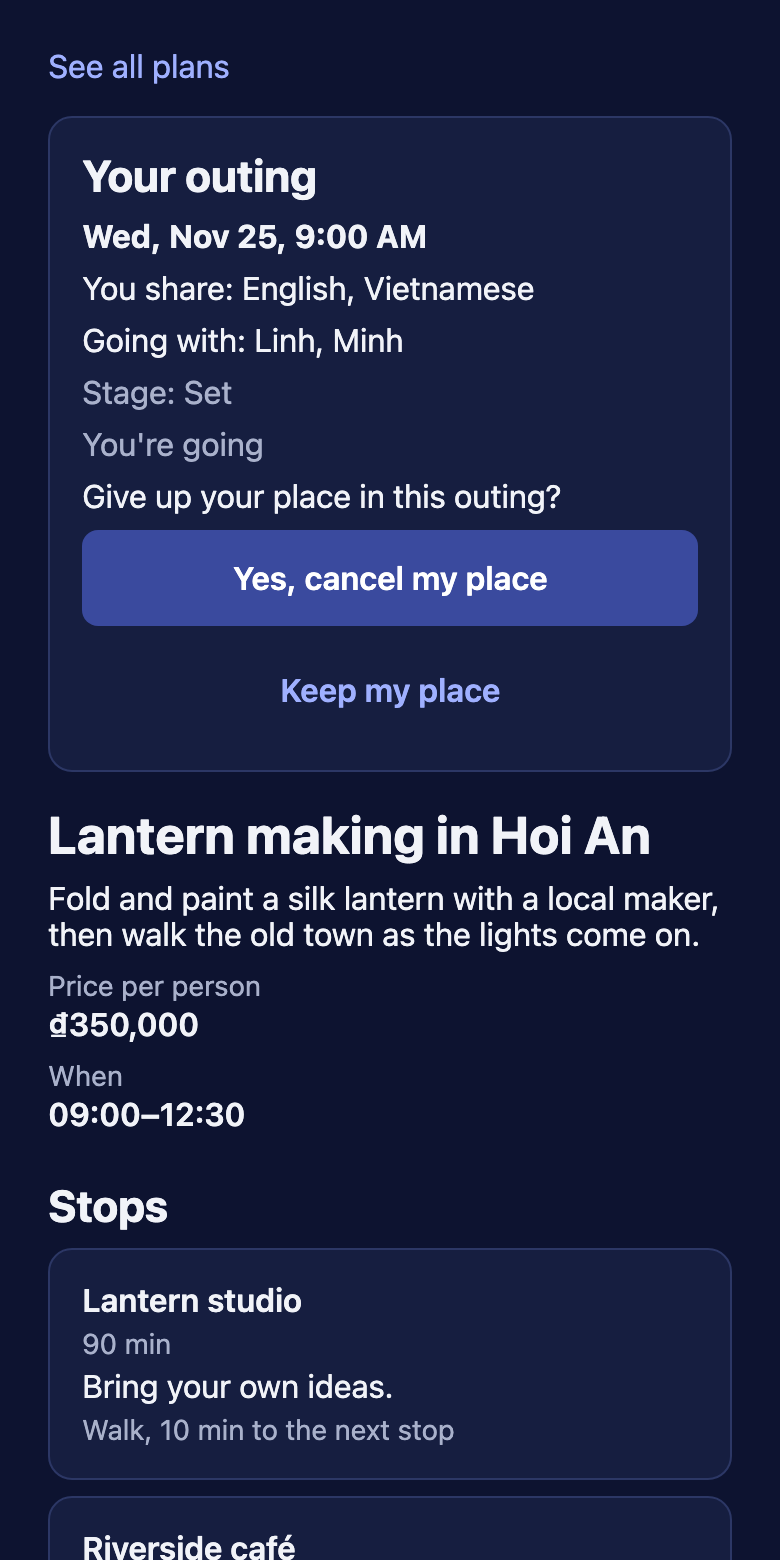 See all plans
Your outing
Wed, Nov 25, 9:00 AM
You share: English, Vietnamese
Going with: Linh, Minh
Stage: Set
You're going
Give up your place in this outing?
Yes, cancel my place
Keep my place
Lantern making in Hoi An
Fold and paint a silk lantern with a local maker,
then walk the old town as the lights come on.
Price per person
₫350,000
When
09:00–12:30
Stops
Lantern studio
90 min
Bring your own ideas.
Walk, 10 min to the next stop
Riverside café